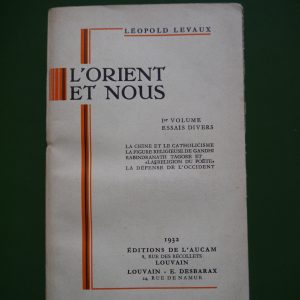 LÉOPOLD LEVAUX
L'ORIENT
ET NOUS
Ier VOLUME
ESSAIS DIVERS
LA CHINE ET LE CATHOLICISME
LA FIGURE RELIGIEUSE DE GANDHI
RABINDRANATH TAGORE ET
«LA RELIGION DU POÈTE»
LA DÉFENSE DE L'OCCIDENT
1932
ÉDITIONS DE L'AUCAM
8, RUE DES RÉCOLLETS
LOUVAIN
LOUVAIN - E. DESBARAX
24, RUE DE NAMUR